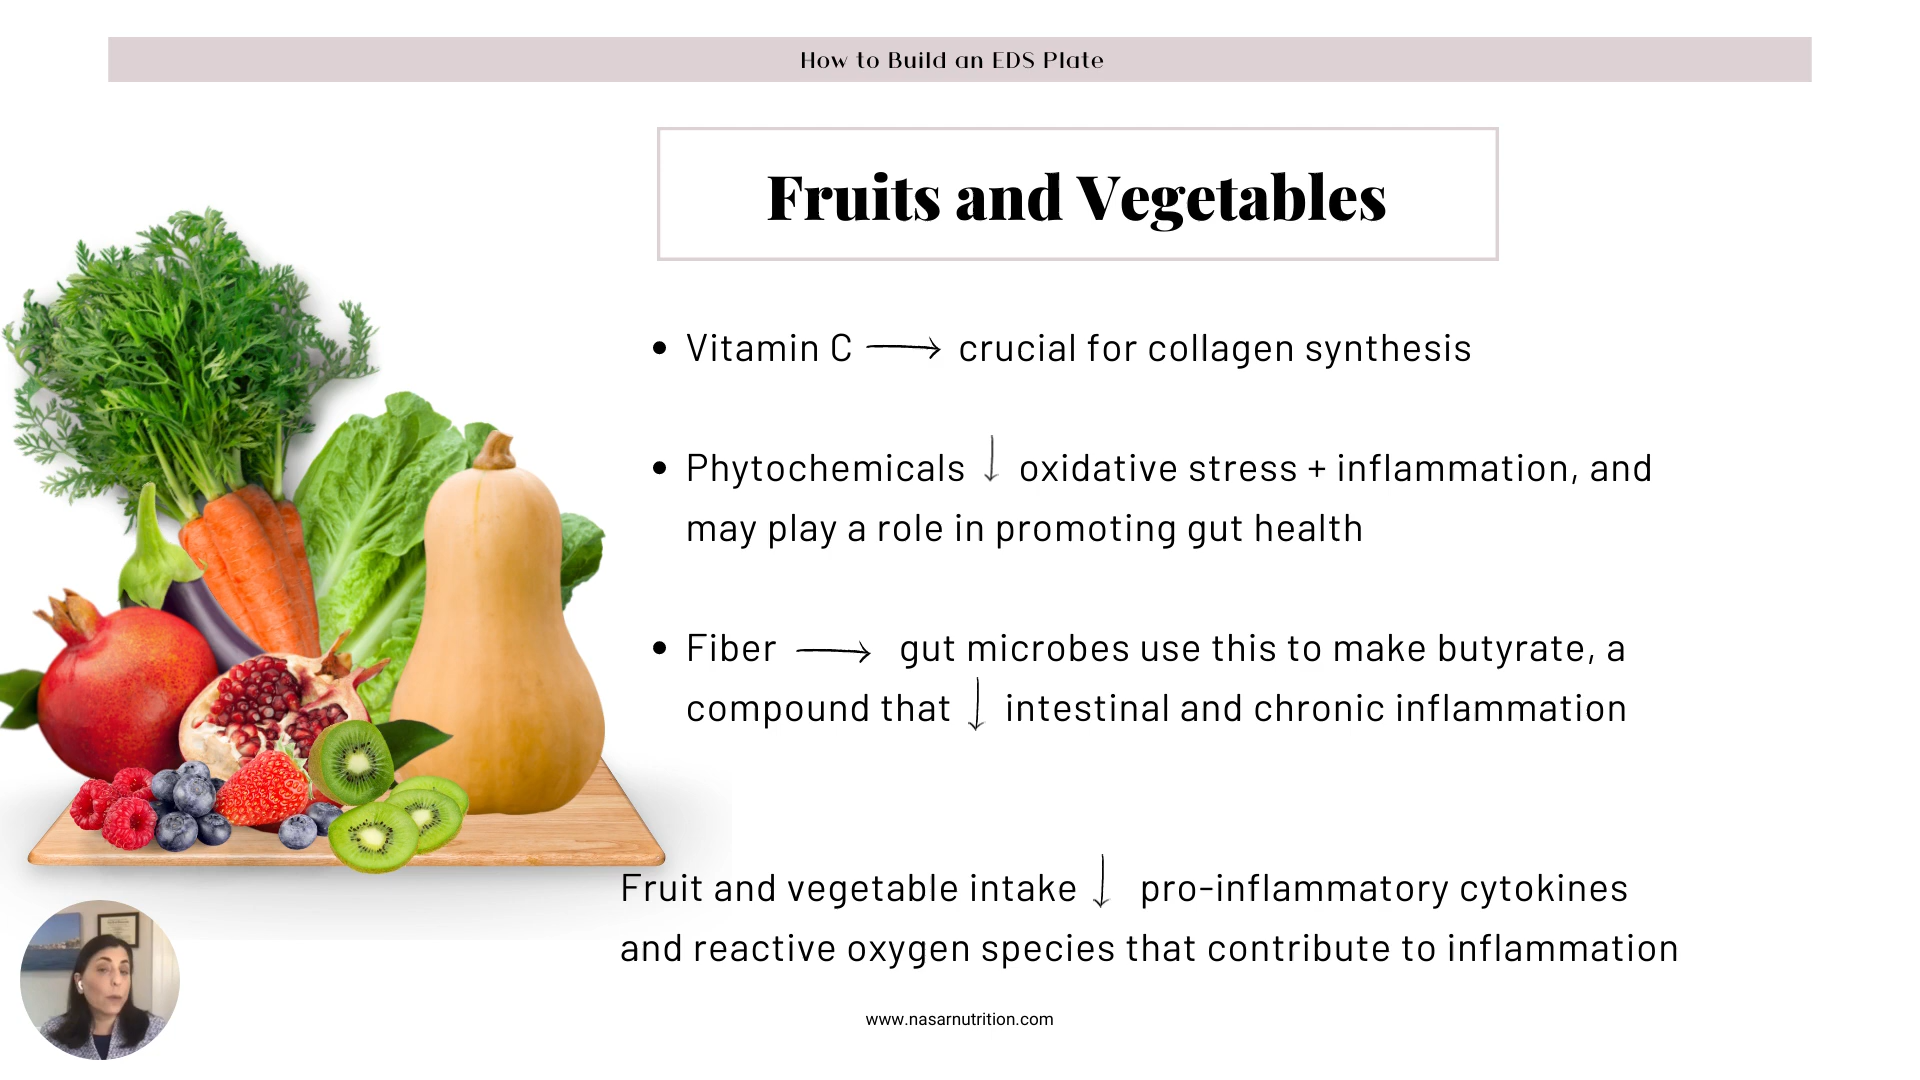 How to Build an EDS Plate
Fruits and Vegetables
• Vitamin C → crucial for collagen synthesis
• Phytochemicals ↓ oxidative stress + inflammation, and
may play a role in promoting gut health
• Fiber → gut microbes use this to make butyrate, a
compound that ↓ intestinal and chronic inflammation
Fruit and vegetable intake ↓ pro-inflammatory cytokines
and reactive oxygen species that contribute to inflammation
www.nasarnutrition.com